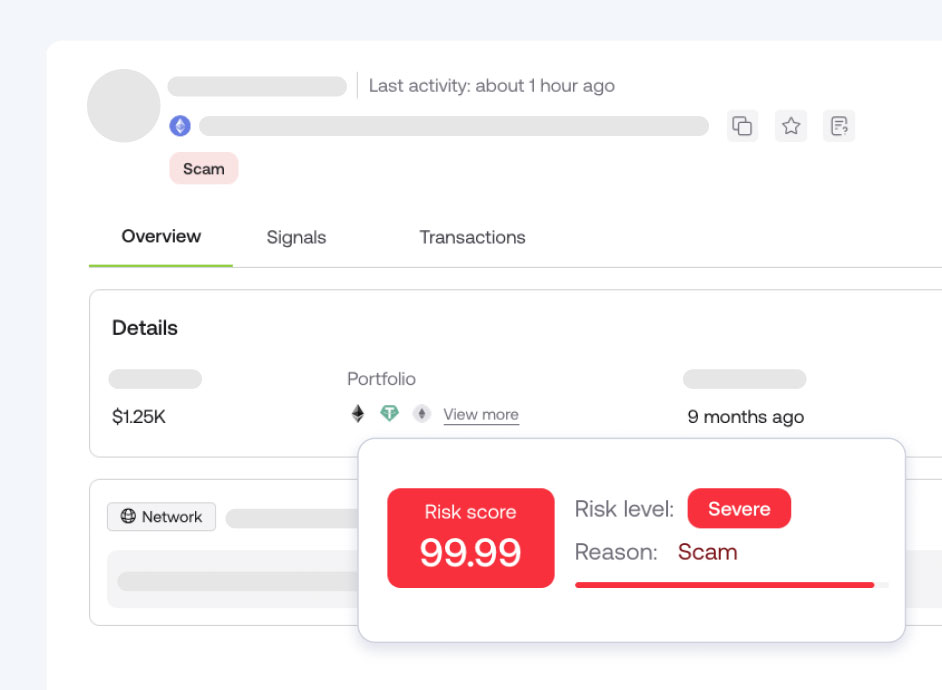 Last activity: about 1 hour ago
Scam
Overview Signals Transactions
Details
Portfolio
$1.25K View more 9 months ago
Network
Risk score
99.99
Risk level: Severe
Reason: Scam